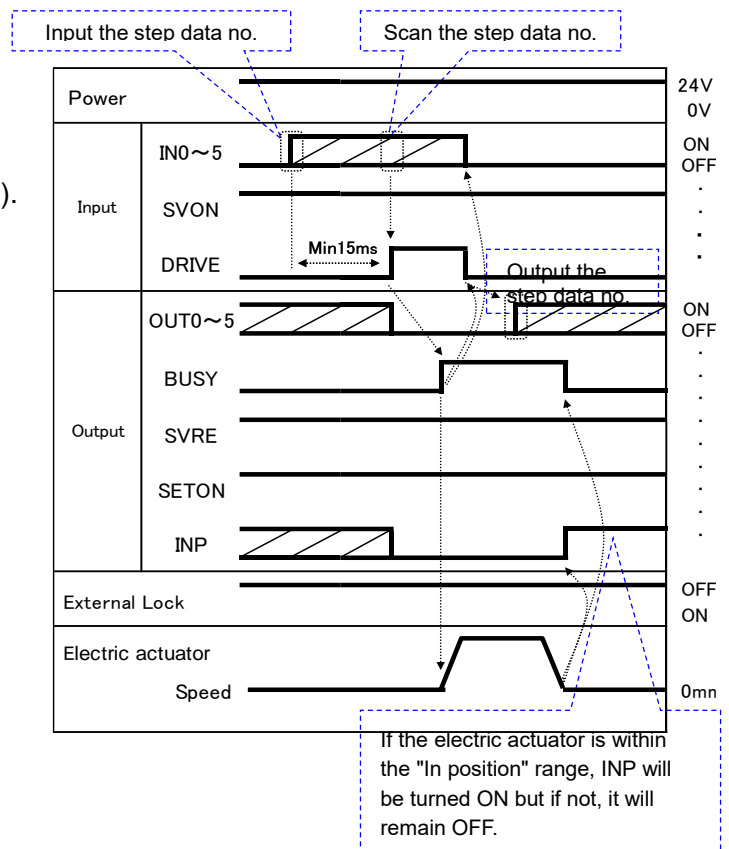 Input the step data no.
Scan the step data no.
Power
24V
0V
IN0～5
ON
OFF
).
Input
SVON
Min15ms
DRIVE
Output the
step data no.
OUT0～5
ON
OFF
BUSY
Output
SVRE
SETON
INP
External Lock
OFF
ON
Electric actuator
Speed
0mm
If the electric actuator is within
the "In position" range, INP will
be turned ON but if not, it will
remain OFF.